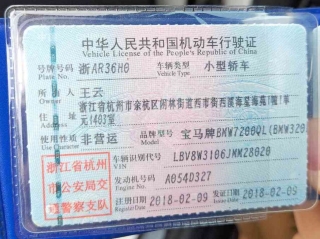 中华人民共和国机动车行驶证
Vehicle License of the People's Republic of China
号牌号码 浙AR36H0 车辆类型 小型轿车
Plate No. Vehicle Type
所有人 王云
Owner
住址 浙江省杭州市余杭区闲林街道西市街西溪海
元1403室
使用性质 非营运 品牌型号 宝马牌BMW7200QL(BMW320
车辆识别代号 LBV8W3106JMM28020
VIN
发动机号码 A054D327
Engine No.
注册日期 2018-02-09 发证日期 2018-02-09
Register Date Issue Date
浙江省杭州
市公安局交
通警察支队